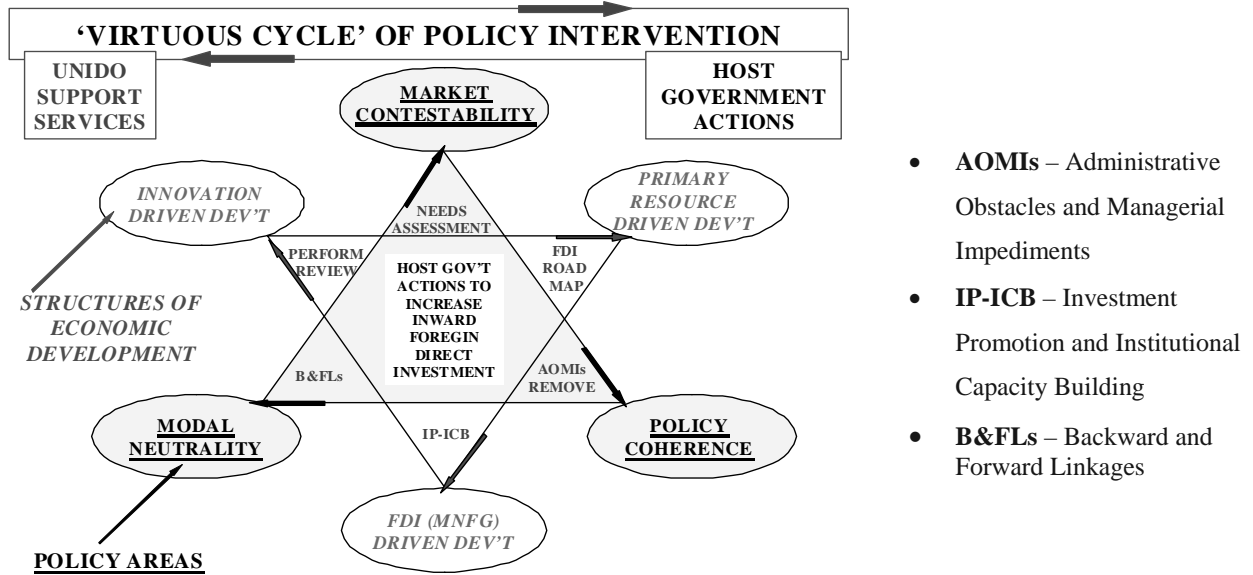 ‘VIRTUOUS CYCLE’ OF POLICY INTERVENTION
UNIDO
SUPPORT
SERVICES
HOST
GOVERNMENT
ACTIONS
MARKET
CONTESTABILITY
INNOVATION
DRIVEN DEV'T
PRIMARY
RESOURCE
DRIVEN DEV'T
NEEDS
ASSESSMENT
PERFORM
REVIEW
FDI
ROAD
MAP
HOST GOV'T
ACTIONS TO
INCREASE
INWARD
FOREGIN
DIRECT
INVESTMENT
STRUCTURES OF
ECONOMIC
DEVELOPMENT
B&FLs
AOMIs
REMOVE
MODAL
NEUTRALITY
IP-ICB
POLICY
COHERENCE
FDI (MNFG)
DRIVEN DEV'T
POLICY AREAS
• AOMIs – Administrative
Obstacles and Managerial
Impediments
• IP-ICB – Investment
Promotion and Institutional
Capacity Building
• B&FLs – Backward and
Forward Linkages